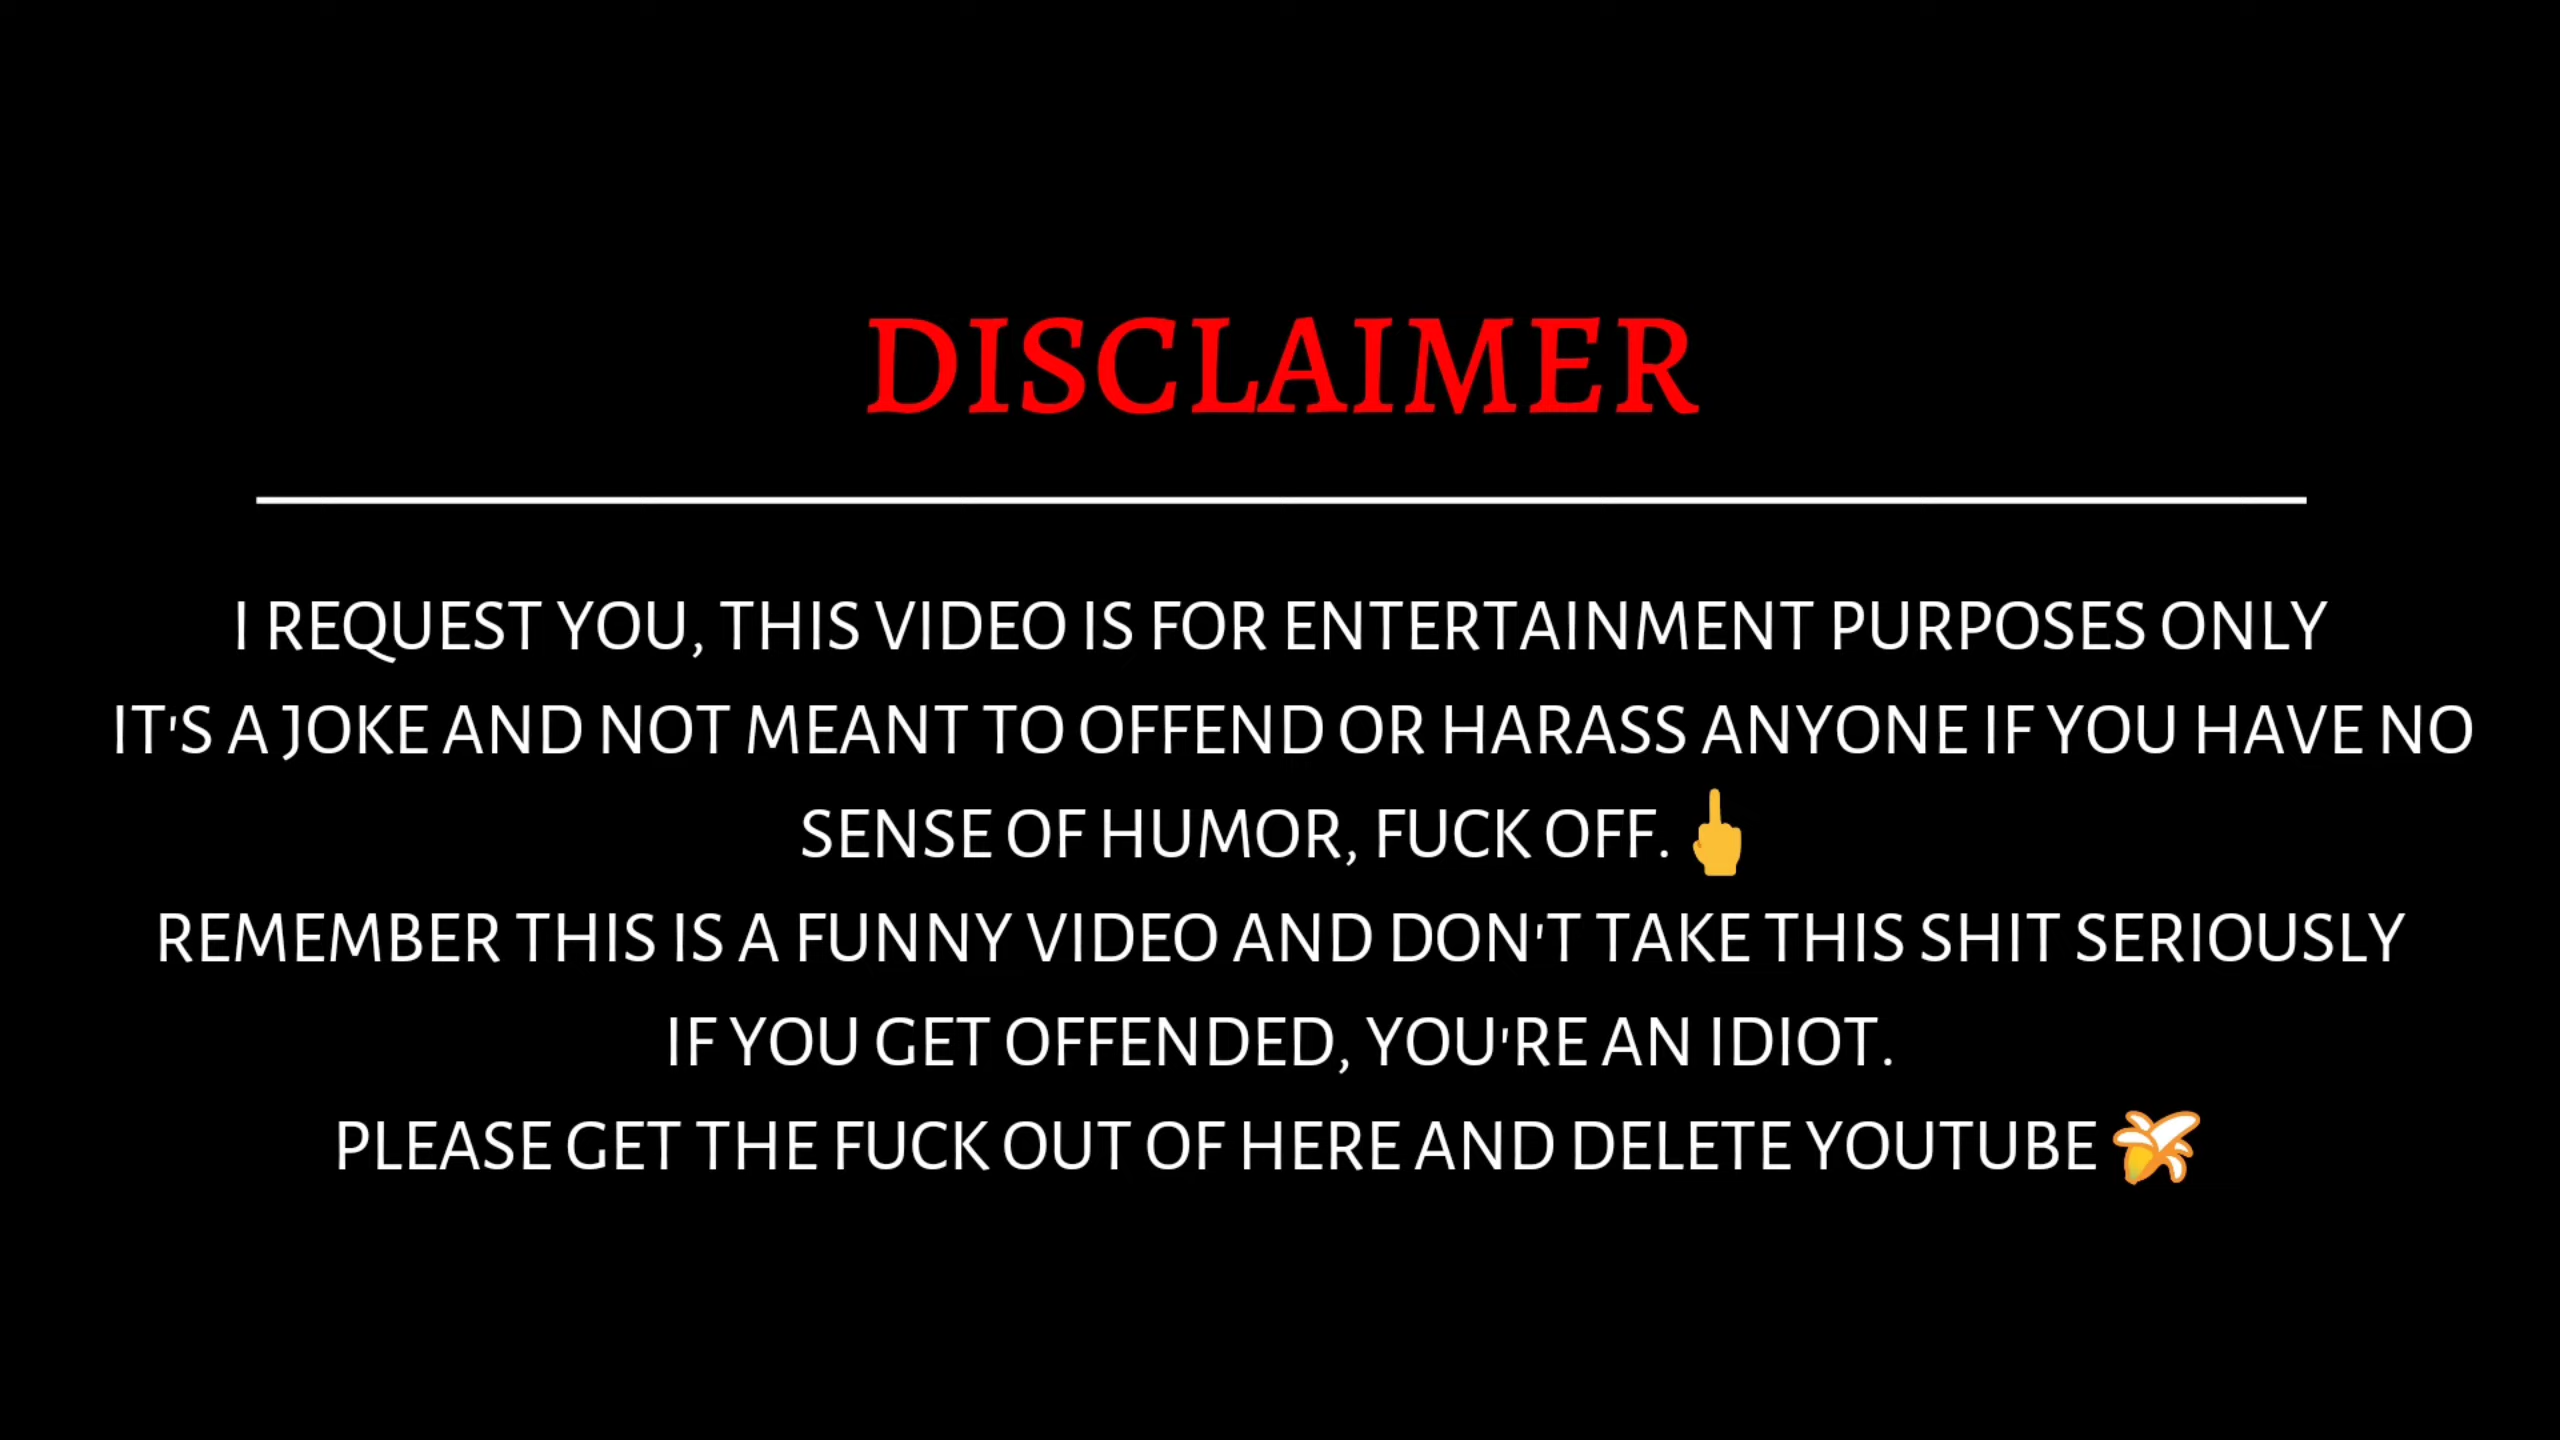 DISCLAIMER
I REQUEST YOU, THIS VIDEO IS FOR ENTERTAINMENT PURPOSES ONLY
IT'S A JOKE AND NOT MEANT TO OFFEND OR HARASS ANYONE IF YOU HAVE NO
SENSE OF HUMOR, FUCK OFF. 🖕
REMEMBER THIS IS A FUNNY VIDEO AND DON'T TAKE THIS SHIT SERIOUSLY
IF YOU GET OFFENDED, YOU'RE AN IDIOT.
PLEASE GET THE FUCK OUT OF HERE AND DELETE YOUTUBE 🍌